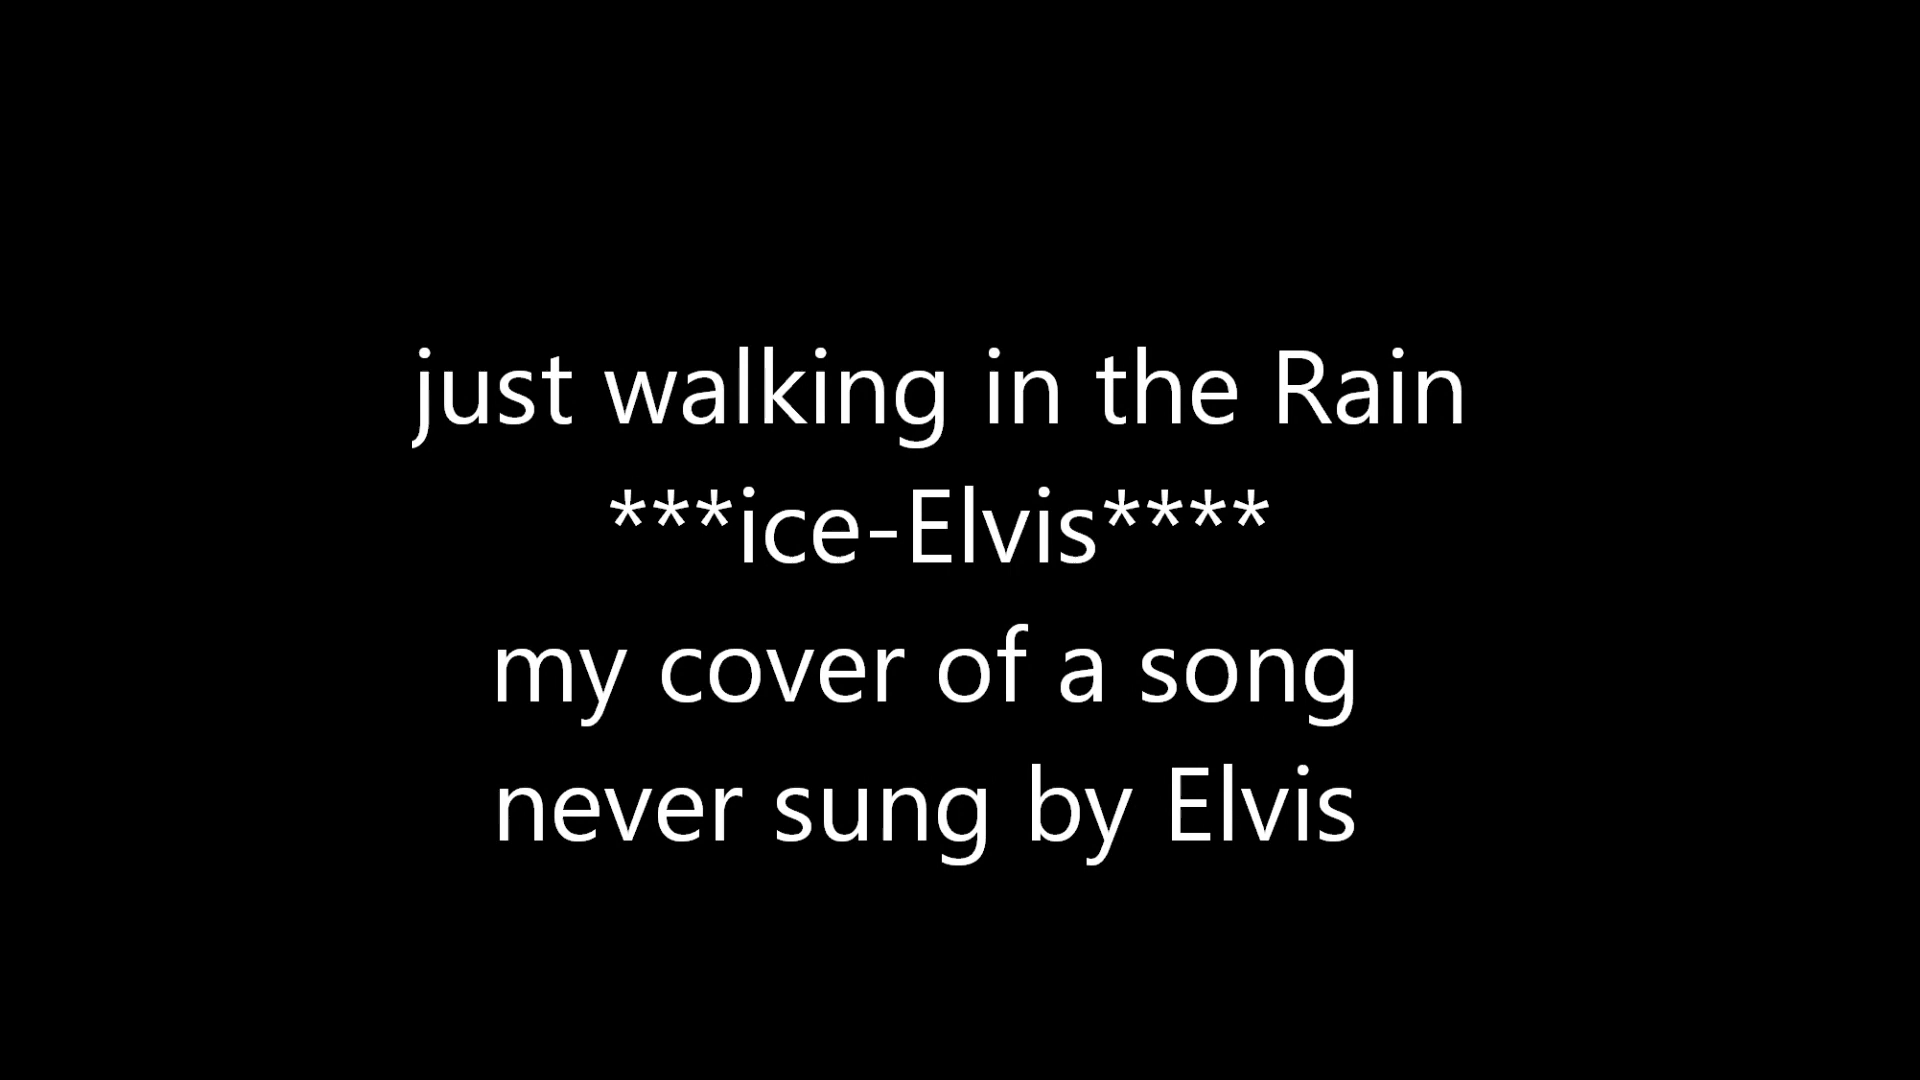 just walking in the Rain
***ice-Elvis****
my cover of a song
never sung by Elvis